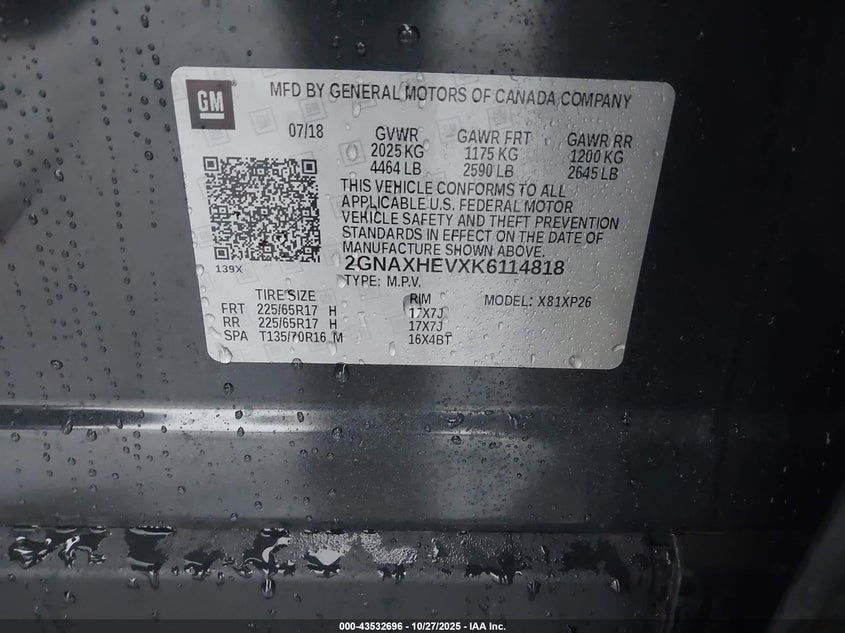 GM
MFD BY GENERAL MOTORS OF CANADA COMPANY
07/18 GVWR GAWR FRT GAWR RR
2025 KG 1175 KG 1200 KG
4464 LB 2590 LB 2645 LB
THIS VEHICLE CONFORMS TO ALL
APPLICABLE U.S. FEDERAL MOTOR
VEHICLE SAFETY AND THEFT PREVENTION
STANDARDS IN EFFECT ON THE DATE OF
MANUFACTURE SHOWN ABOVE.
139X 2GNAXHEVXK6114818
TYPE: M.P.V.
TIRE SIZE RIM MODEL: X81XP26
FRT 225/65R17 H 17X7J
RR 225/65R17 H 17X7J
SPA T135/70R16 M 16X4BT
000-43532696 - 10/27/2025 - IAA Inc.